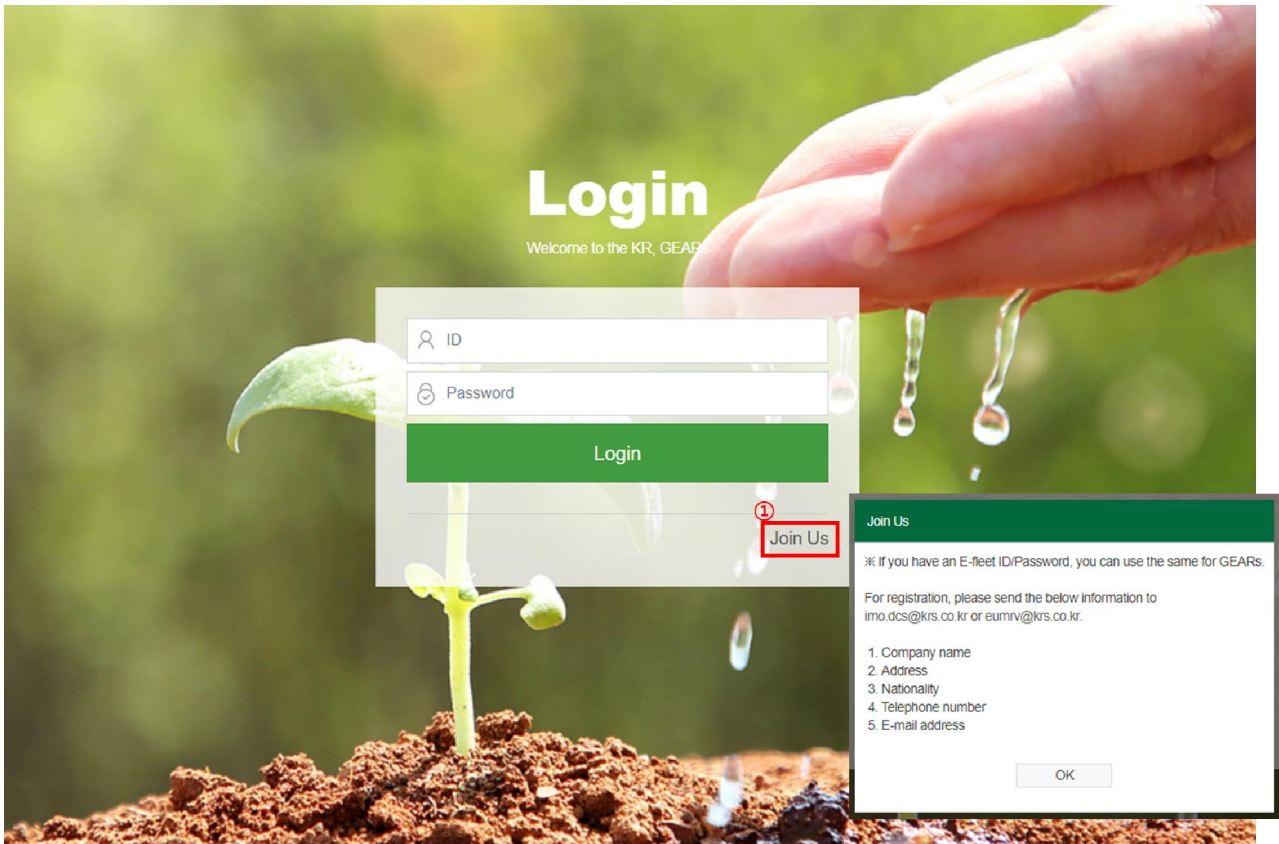 Login
Welcome to the KR, GEARs
ID
Password
Login
①
Join Us
Join Us
※ If you have an E-fleet ID/Password, you can use the same for GEARs.
For registration, please send the below information to
imo.dcs@krs.co.kr or eumrv@krs.co.kr.
1. Company name
2. Address
3. Nationality
4. Telephone number
5. E-mail address
OK